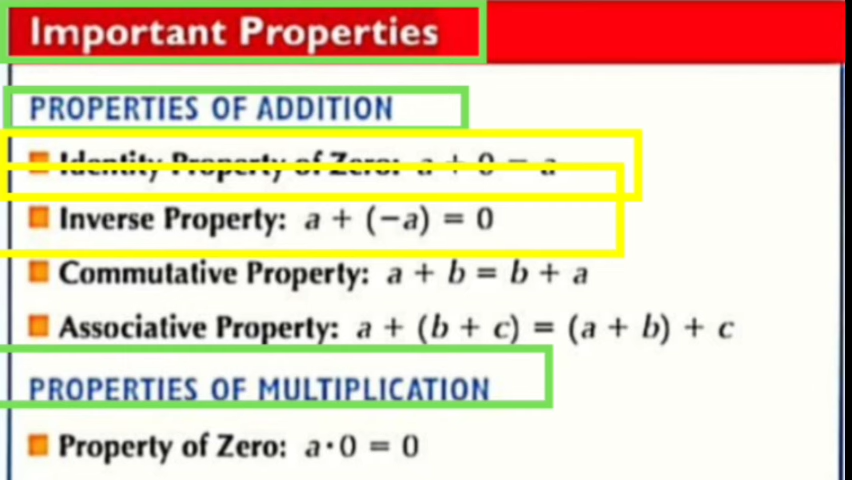 Important Properties
PROPERTIES OF ADDITION
Identity Property of Zero: a + 0 = a
Inverse Property: a + (−a) = 0
Commutative Property: a + b = b + a
Associative Property: a + (b + c) = (a + b) + c
PROPERTIES OF MULTIPLICATION
Property of Zero: a · 0 = 0